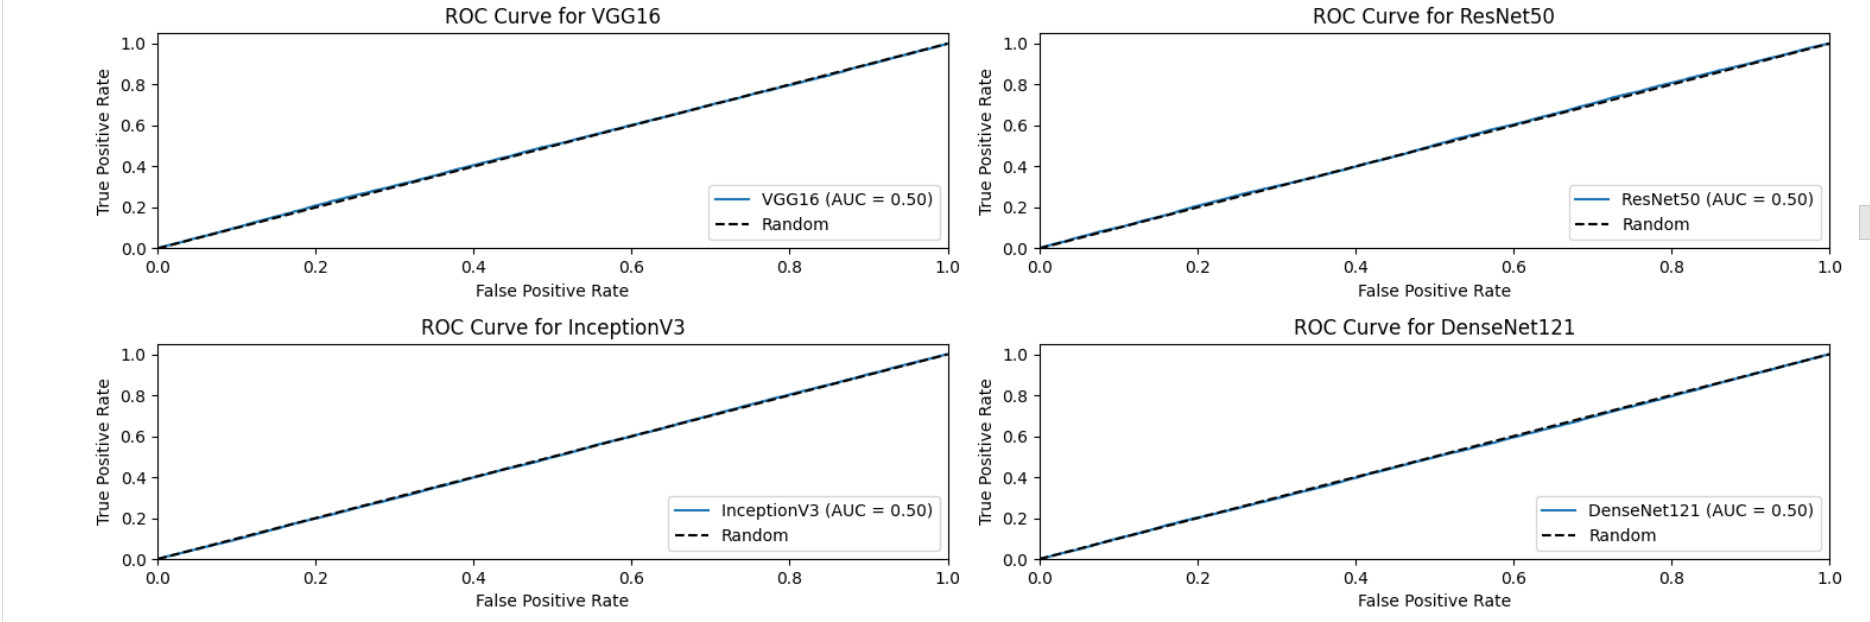 ROC Curve for VGG16
True Positive Rate
1.0
0.8
0.6
0.4
0.2
0.0
VGG16 (AUC = 0.50)
Random
0.0 0.2 0.4 0.6 0.8 1.0
False Positive Rate
ROC Curve for ResNet50
True Positive Rate
1.0
0.8
0.6
0.4
0.2
0.0
ResNet50 (AUC = 0.50)
Random
0.0 0.2 0.4 0.6 0.8 1.0
False Positive Rate
ROC Curve for InceptionV3
True Positive Rate
1.0
0.8
0.6
0.4
0.2
0.0
InceptionV3 (AUC = 0.50)
Random
0.0 0.2 0.4 0.6 0.8 1.0
False Positive Rate
ROC Curve for DenseNet121
True Positive Rate
1.0
0.8
0.6
0.4
0.2
0.0
DenseNet121 (AUC = 0.50)
Random
0.0 0.2 0.4 0.6 0.8 1.0
False Positive Rate